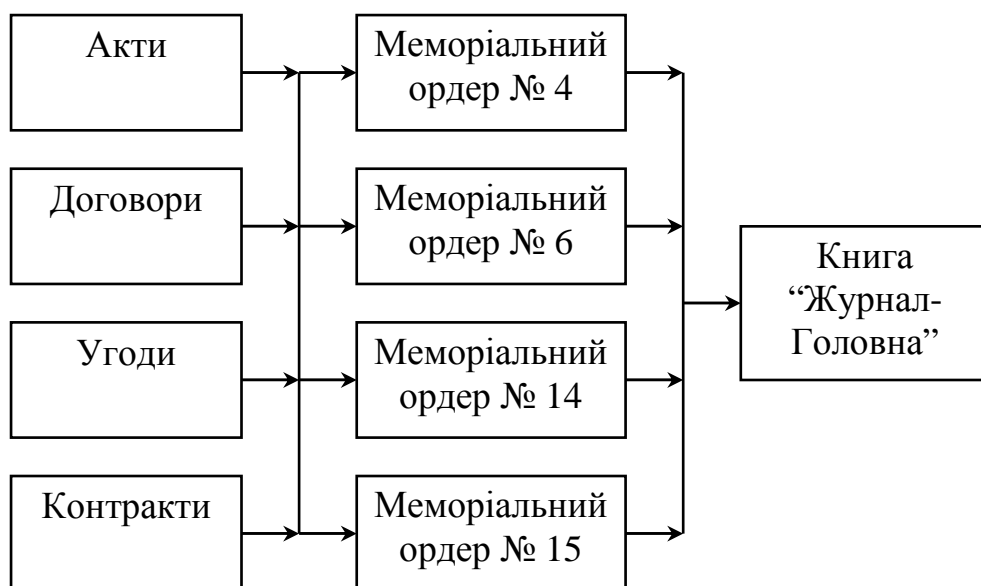 Акти
Меморіальний
ордер № 4
Договори
Меморіальний
ордер № 6
Книга
“Журнал-
Головна”
Угоди
Меморіальний
ордер № 14
Контракти
Меморіальний
ордер № 15